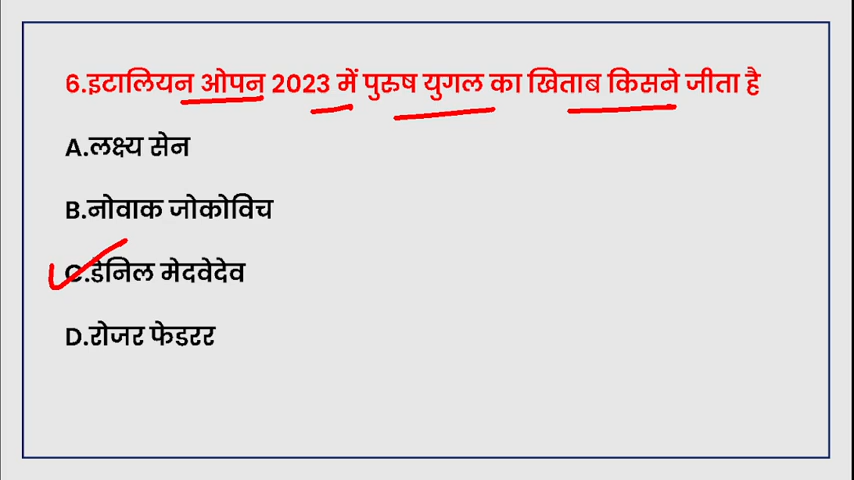 6.इटालियन ओपन 2023 में पुरुष युगल का खिताब किसने जीता है
A.लक्ष्य सेन
B.नोवाक जोकोविच
C.डेनिल मेदवेदेव
D.रोजर फेडरर